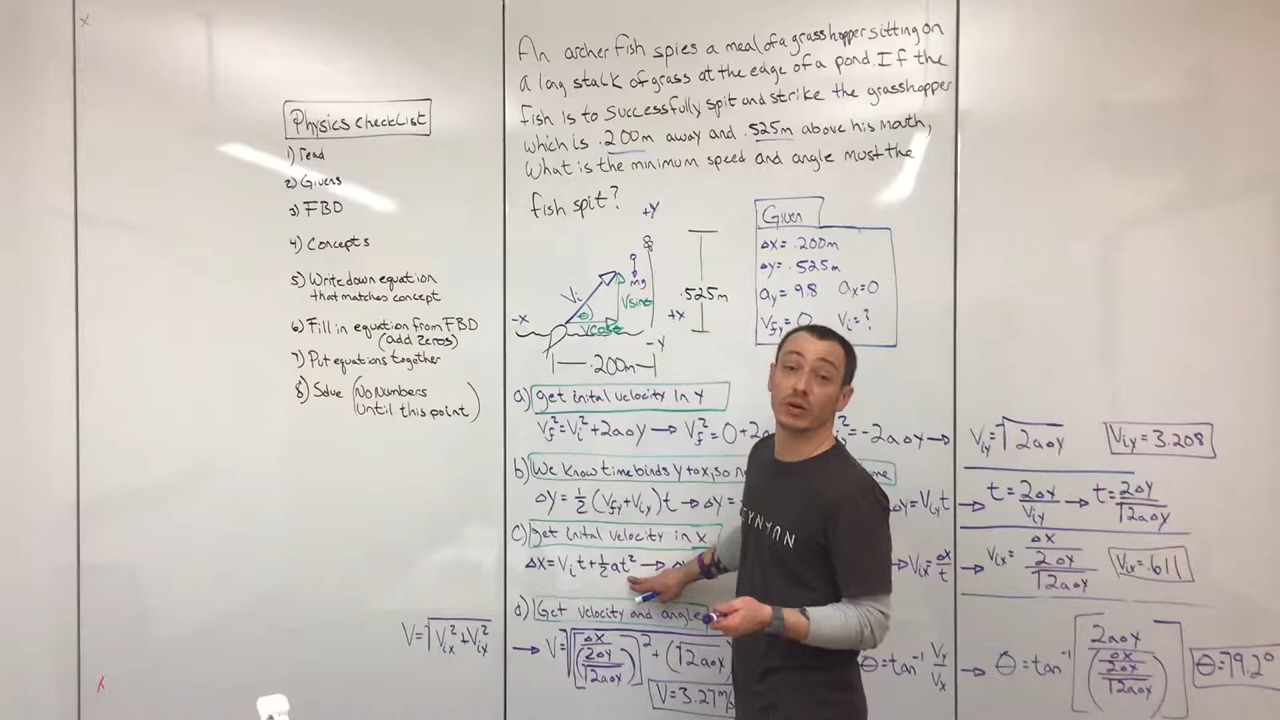 Physics CheckList
1) read
2) Givens
3) FBD
4) Concepts
5) Write down equation
that matches concept
6) Fill in equation from FBD
(add zeros)
7) Put equations together
8) Solve (No Numbers
Until this point)
An archer fish spies a meal of a grasshopper sitting on
a long stalk of grass at the edge of a pond. If the
fish is to successfully spit and strike the grasshopper
which is .200m away and .525m above his mouth,
What is the minimum speed and angle must the
fish spit?
+Y
mg
Vi
Vsinθ
θ
Vcosθ
-X
+X
-Y
.525m
.200m
Given
Δx = .200m
Δy = .525m
ay = 9.8 ax = 0
Vfy = 0 Vi = ?
a) get inital velocity in Y
Vf² = Vi² + 2aΔy → Vf² = 0 + 2a = -2aΔy → Viy = √2aΔy Viy = 3.208
b) We know time binds y to x, so
Δy = ½(Vfy + Viy)t → Δy = Δy = Viyt → t = 2Δy/Viy → t = 2Δy/√2aΔy
c) get inital velocity in x
Δx = Vit + ½at² → → Vix = Δx/t → Vix = Δx/(2Δx/√2aΔy) Vix = .611
d) Get velocity and angle
V = √Vix² + Vix² → V = √[Δx/(2Δy/√2aΔy)]² + (√2aΔy) θ = tan⁻¹ Vy/Vx → θ = tan⁻¹ [2aΔy/(Δx/(2Δx/√2aΔy))] θ = 79.2°
V = 3.27m/s